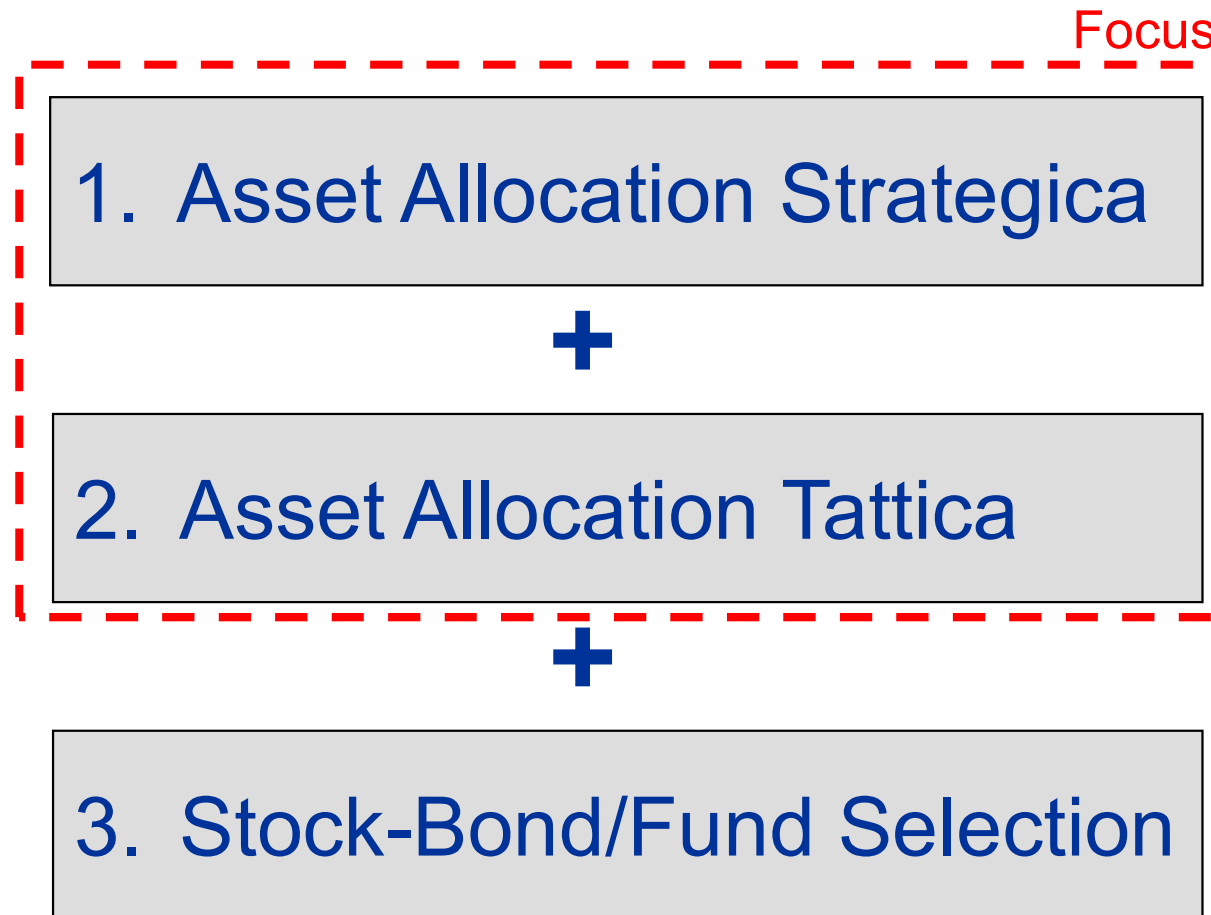 Focus
1. Asset Allocation Strategica
+
2. Asset Allocation Tattica
+
3. Stock-Bond/Fund Selection